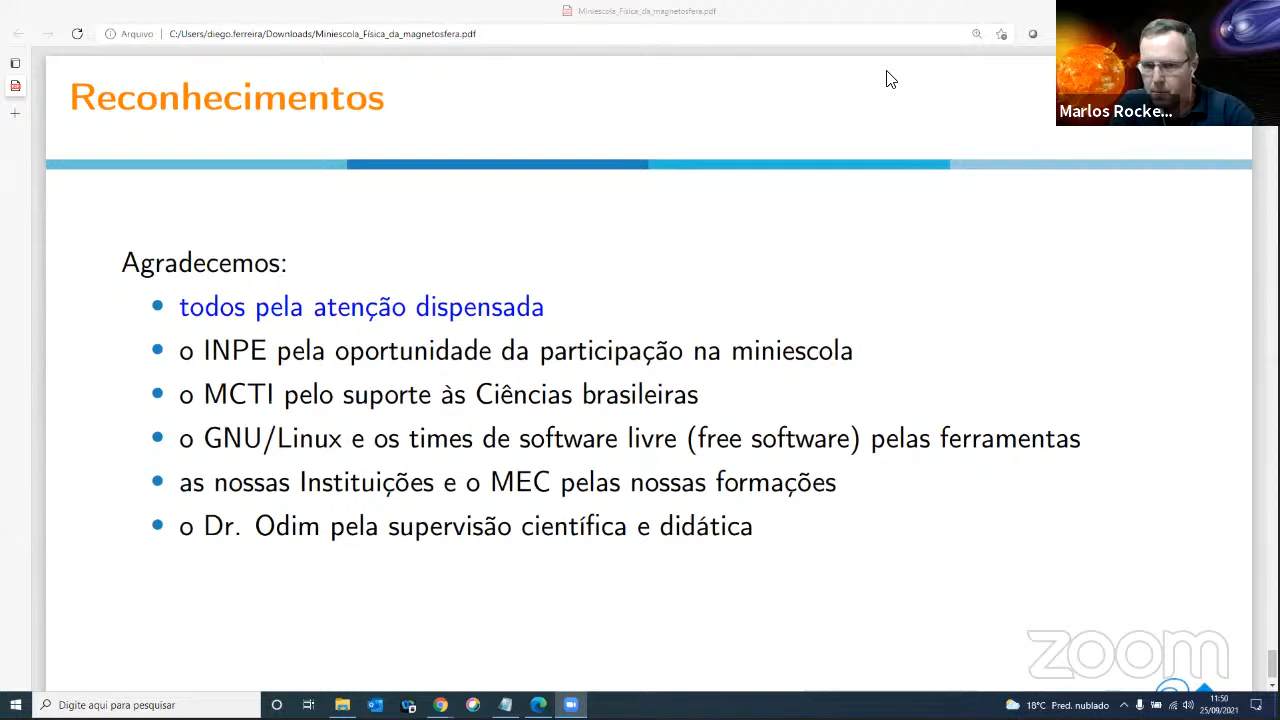 Miniescola_Física_da_magnetosfera.pdf
Arquivo
C:/Users/diego.ferreira/Downloads/Miniescola_Física_da_magnetosfera.pdf
Reconhecimentos
Marlos Rocke...
Agradecemos:
todos pela atenção dispensada
o INPE pela oportunidade da participação na miniescola
o MCTI pelo suporte às Ciências brasileiras
o GNU/Linux e os times de software livre (free software) pelas ferramentas
as nossas Instituições e o MEC pelas nossas formações
o Dr. Odim pela supervisão científica e didática
zoom
Digite aqui para pesquisar
18°C Pred. nublado
11:50
25/09/2021